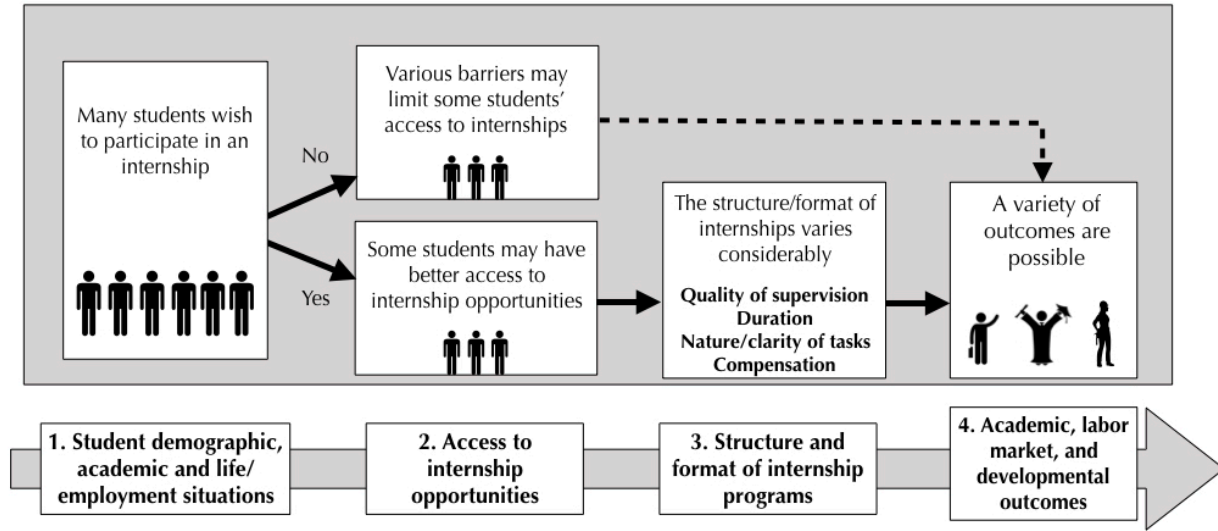 Many students wish
to participate in an
internship
No
Yes
Various barriers may
limit some students’
access to internships
Some students may have
better access to
internship opportunities
The structure/format of
internships varies
considerably
Quality of supervision
Duration
Nature/clarity of tasks
Compensation
A variety of
outcomes are
possible
1. Student demographic,
academic and life/
employment situations
2. Access to
internship
opportunities
3. Structure and
format of internship
programs
4. Academic, labor
market, and
developmental
outcomes